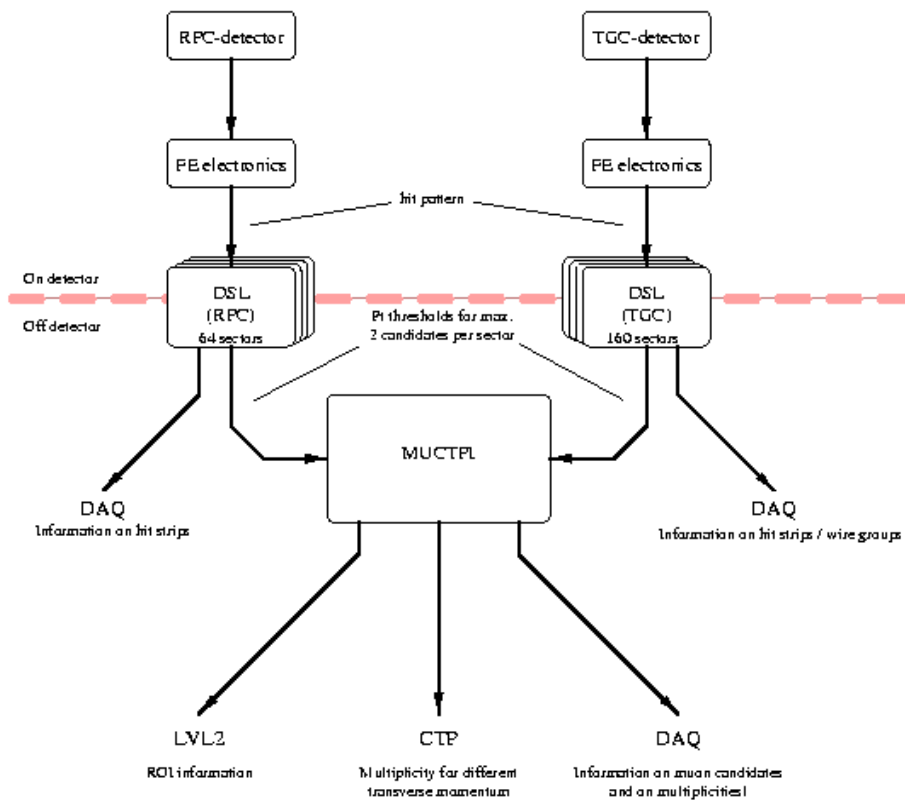 RPC-detector
TGC-detector
FE electronics
FE electronics
hit pattern
On detector
Off detector
DSL
(RPC)
64 sectors
Pt thresholds for max.
2 candidates per sector
DSL
(TGC)
160 sectors
MUCTPI
DAQ
Information on hit strips
DAQ
Information on hit strips / wire groups
LVL2
ROI information
CTP
Multiplicity for different
transverse momentum
DAQ
Information on muon candidates
and on multiplicities!